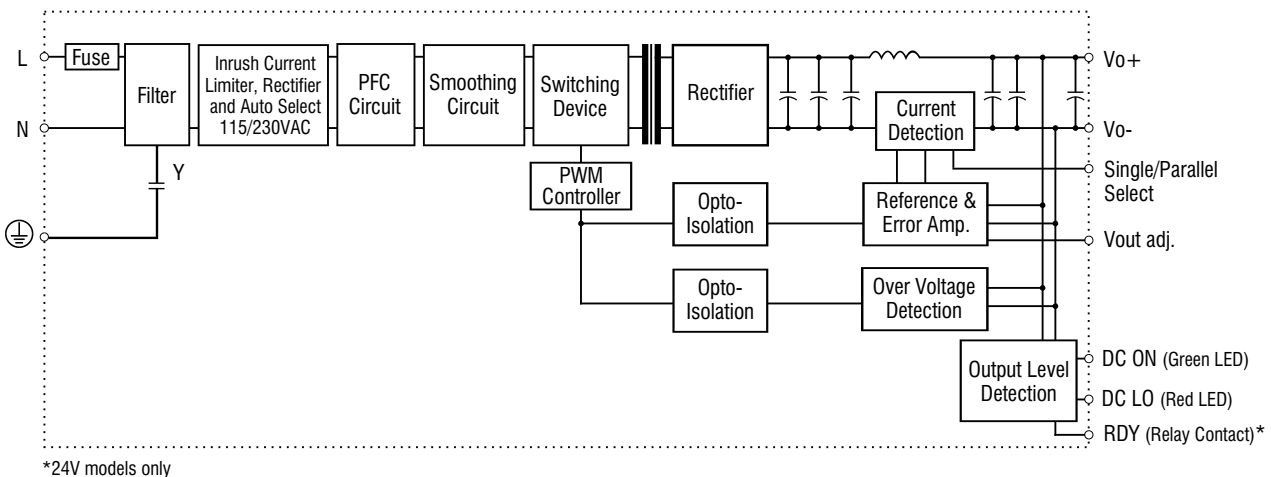 L
Fuse
Filter
Inrush Current
Limiter, Rectifier
and Auto Select
115/230VAC
PFC
Circuit
Smoothing
Circuit
Switching
Device
Rectifier
Current
Detection
Vo+
N
Vo-
Y
PWM
Controller
Opto-
Isolation
Reference &
Error Amp.
Single/Parallel
Select
Vout adj.
Opto-
Isolation
Over Voltage
Detection
Output Level
Detection
DC ON (Green LED)
DC LO (Red LED)
RDY (Relay Contact)*
*24V models only